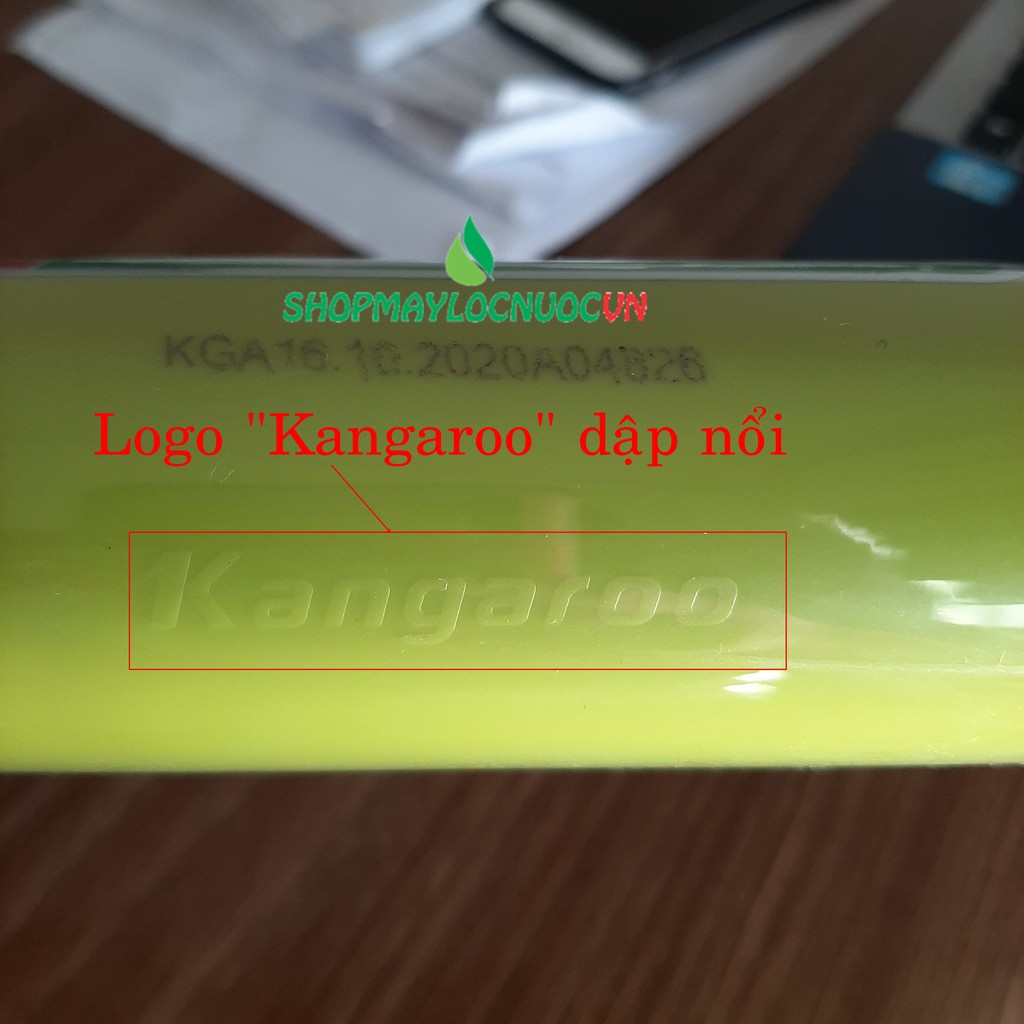 SHOPMAYLOCNUOCVN
KGA16.10.2020A04826
Logo "Kangaroo" dập nổi
Kangaroo